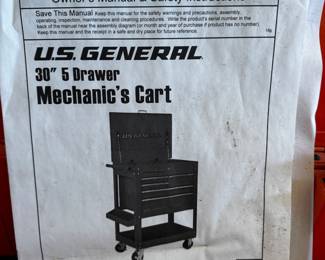 Owner's Manual & Safety Instructions
Save This Manual Keep this manual for the safety warnings and precautions, assembly,
operating, inspection, maintenance and cleaning procedures. Write the product's serial number in the
back of the manual near the assembly diagram (or month and year of purchase if product has no number).
Keep this manual and the receipt in a safe and dry place for future reference.
U.S. GENERAL
30" 5 Drawer
Mechanic's Cart
U.S. GENERAL